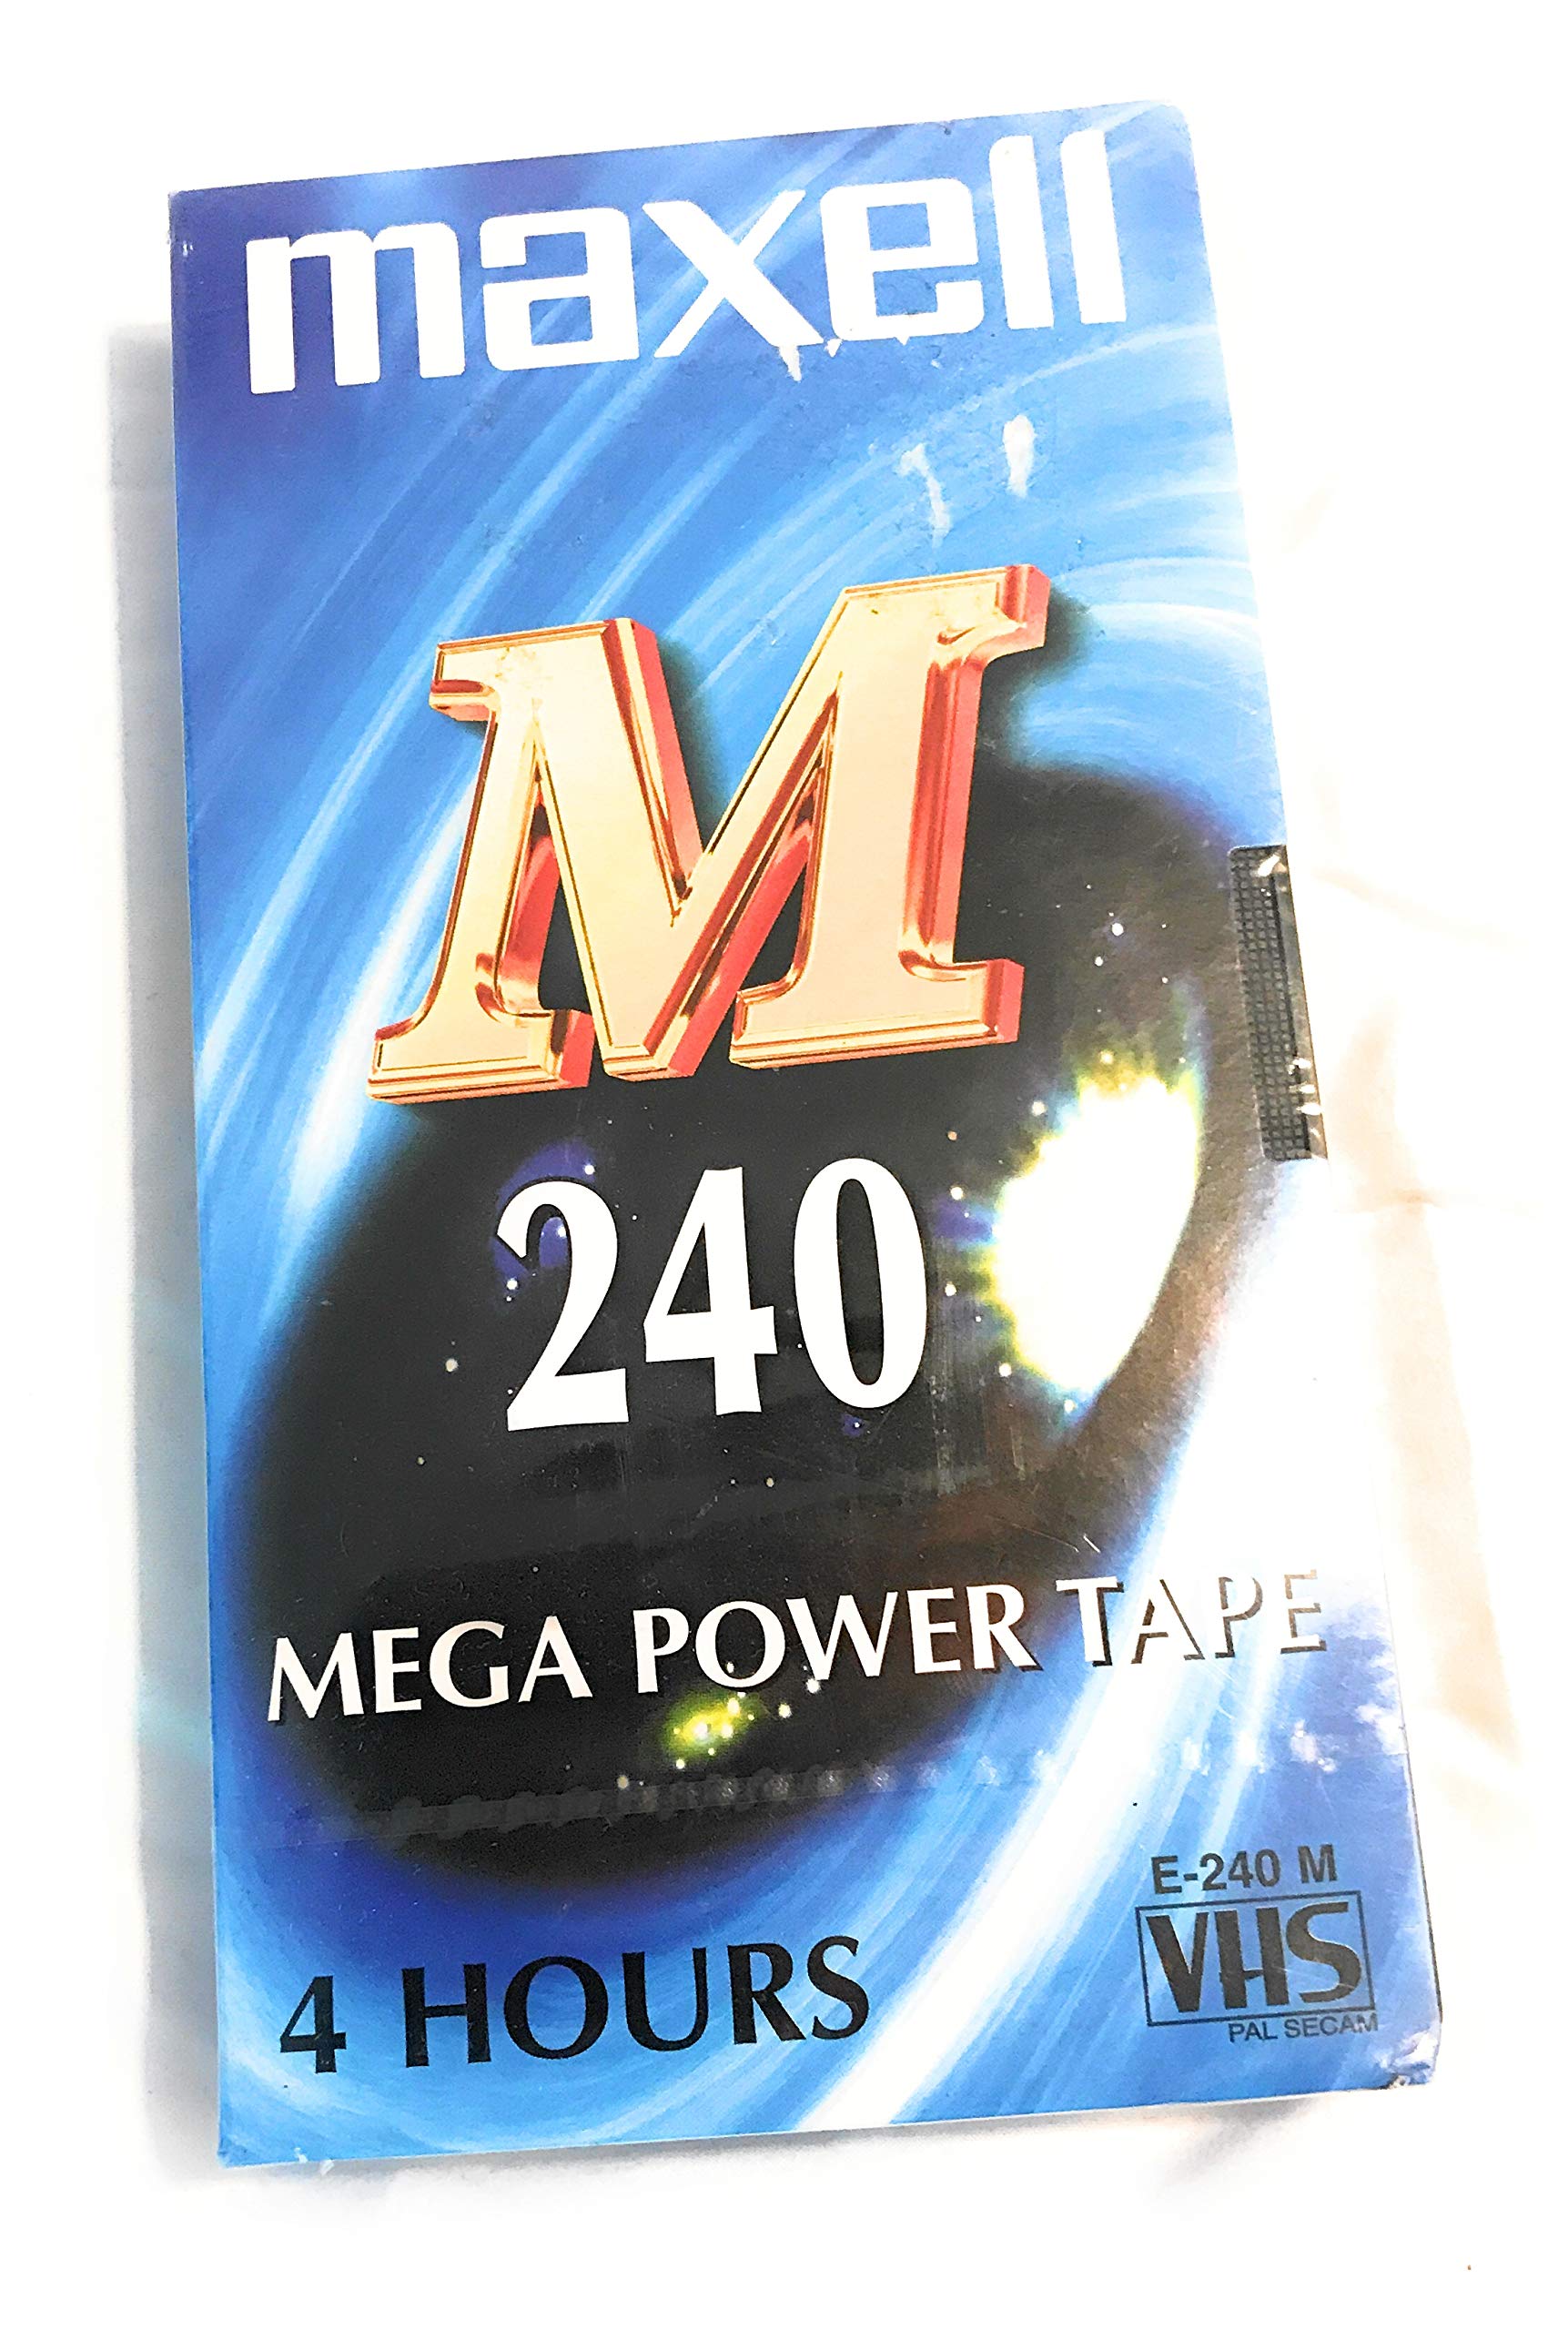 maxell
M
240
MEGA POWER TAPE
4 HOURS
E-240 M
VHS
PAL SECAM